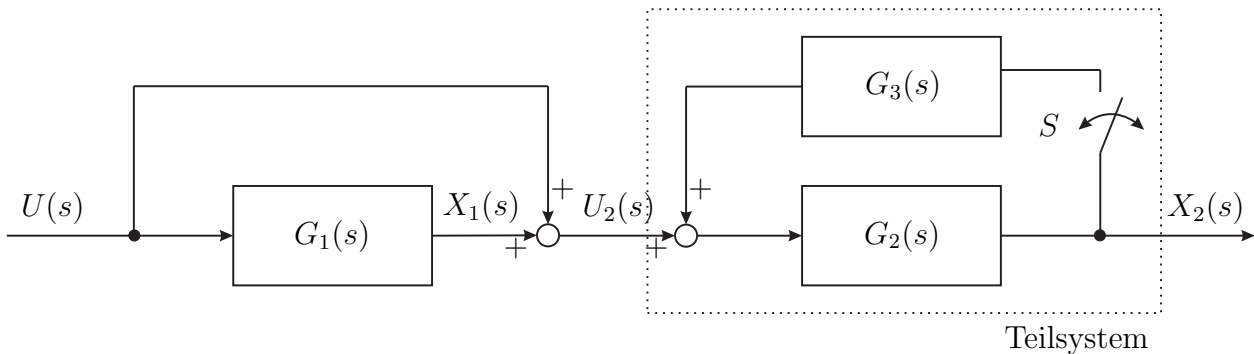 G₃(s)
S
+
+
U(s)
X₁(s)
U₂(s)
X₂(s)
G₁(s)
G₂(s)
+
+
Teilsystem